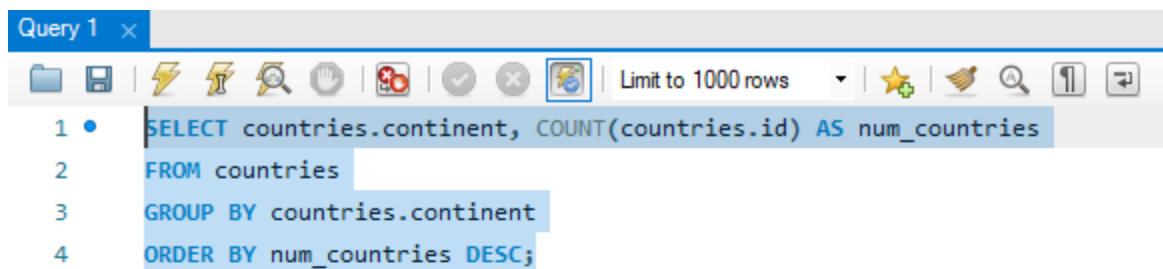 Query 1
Limit to 1000 rows
1 SELECT countries.continent, COUNT(countries.id) AS num_countries
2 FROM countries
3 GROUP BY countries.continent
4 ORDER BY num_countries DESC;